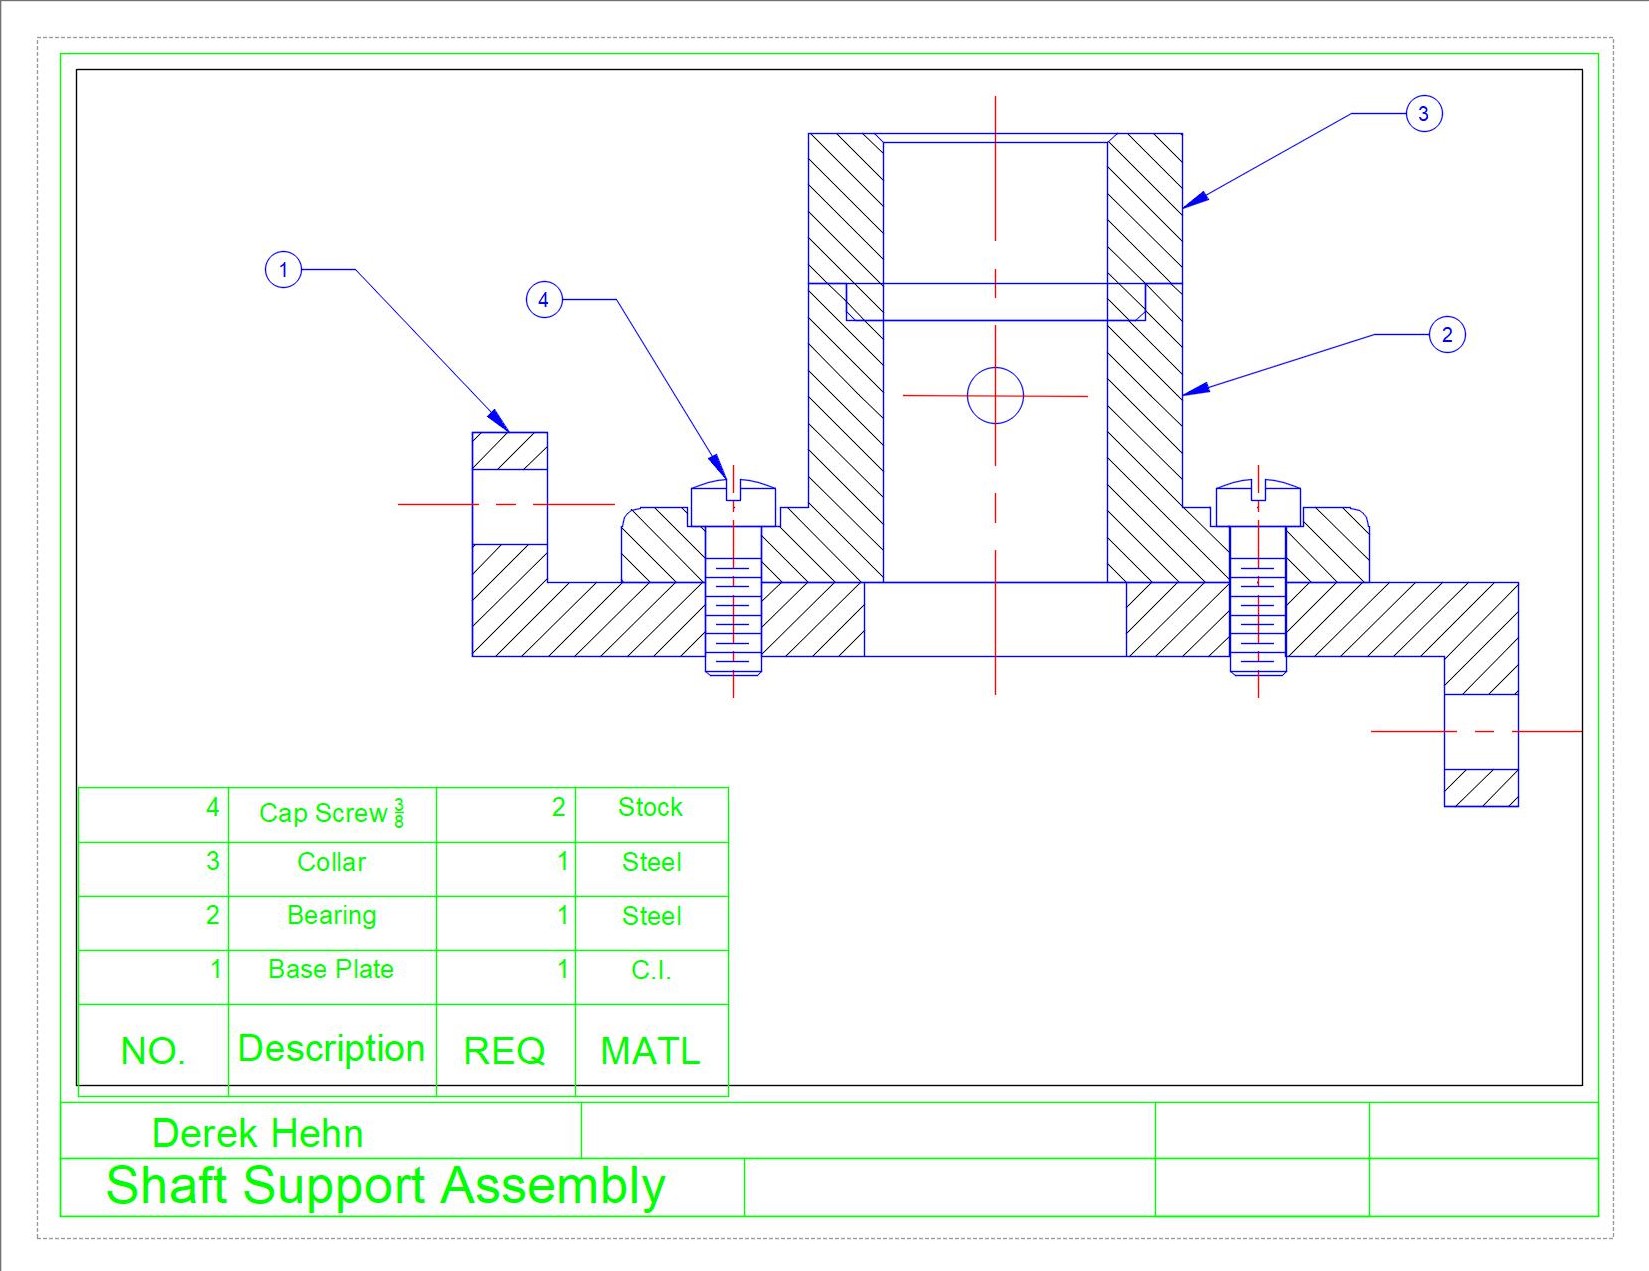 3
1
4
2
4 Cap Screw 3/8 2 Stock
3 Collar 1 Steel
2 Bearing 1 Steel
1 Base Plate 1 C.I.
NO. Description REQ MATL
Derek Hehn
Shaft Support Assembly